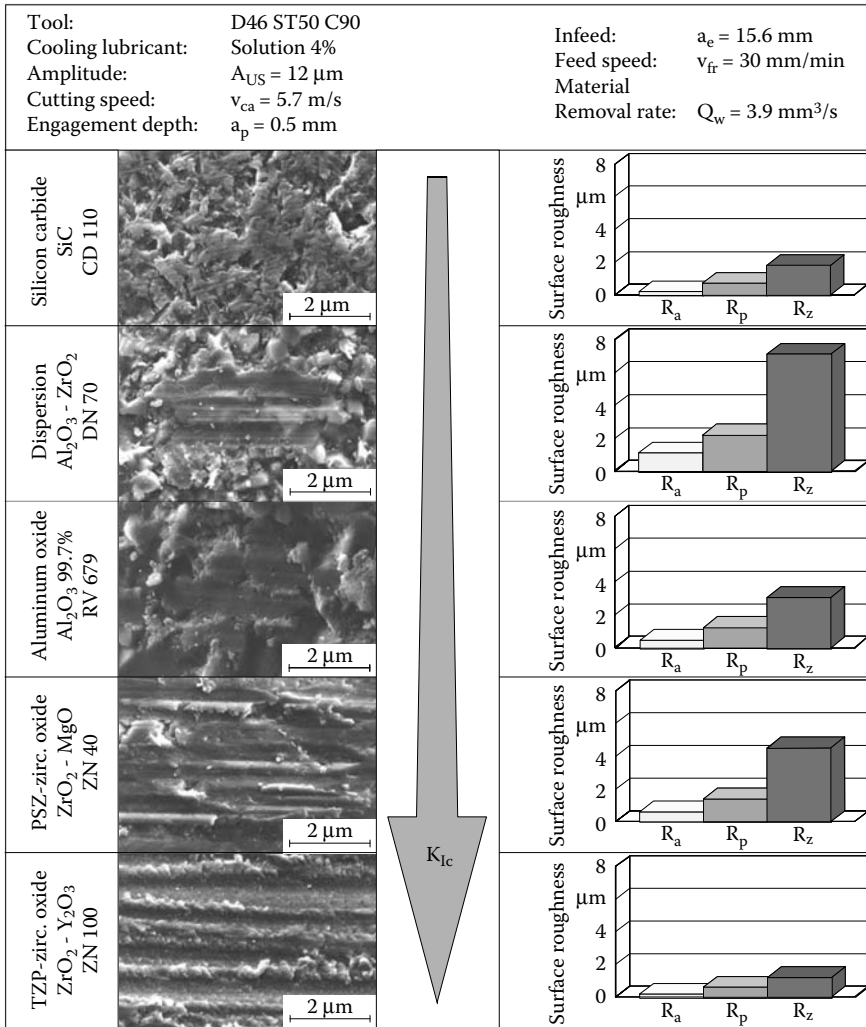 Tool: D46 ST50 C90
Cooling lubricant: Solution 4%
Amplitude: A_US = 12 µm
Cutting speed: v_ca = 5.7 m/s
Engagement depth: a_p = 0.5 mm
Infeed: a_e = 15.6 mm
Feed speed: v_fr = 30 mm/min
Material
Removal rate: Q_w = 3.9 mm³/s
Silicon carbide
SiC
CD 110
2 µm
Surface roughness
8
µm
4
2
0
R_a R_p R_z
Dispersion
Al₂O₃ - ZrO₂
DN 70
2 µm
Surface roughness
8
µm
4
2
0
R_a R_p R_z
Aluminum oxide
Al₂O₃ 99.7%
RV 679
2 µm
Surface roughness
8
µm
4
2
0
R_a R_p R_z
PSZ-zirc. oxide
ZrO₂ - MgO
ZN 40
2 µm
Surface roughness
8
µm
4
2
0
R_a R_p R_z
K_Ic
TZP-zirc. oxide
ZrO₂ - Y₂O₃
ZN 100
2 µm
Surface roughness
8
µm
4
2
0
R_a R_p R_z